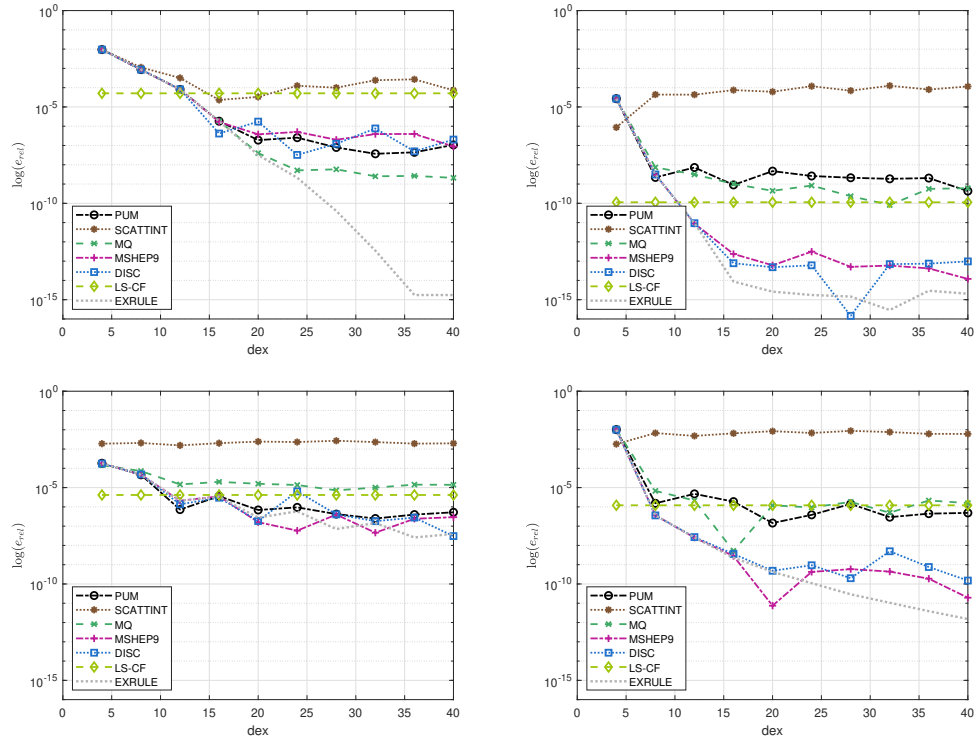 10^0
10^-5
10^-10
10^-15
log(e_rel)
PUM
SCATTINT
MQ
MSHEP9
DISC
LS-CF
EXRULE
0 5 10 15 20 25 30 35 40
dex
10^0
10^-5
10^-10
10^-15
log(e_rel)
PUM
SCATTINT
MQ
MSHEP9
DISC
LS-CF
EXRULE
0 5 10 15 20 25 30 35 40
dex
10^0
10^-5
10^-10
10^-15
log(e_rel)
PUM
SCATTINT
MQ
MSHEP9
DISC
LS-CF
EXRULE
0 5 10 15 20 25 30 35 40
dex
10^0
10^-5
10^-10
10^-15
log(e_rel)
PUM
SCATTINT
MQ
MSHEP9
DISC
LS-CF
EXRULE
0 5 10 15 20 25 30 35 40
dex